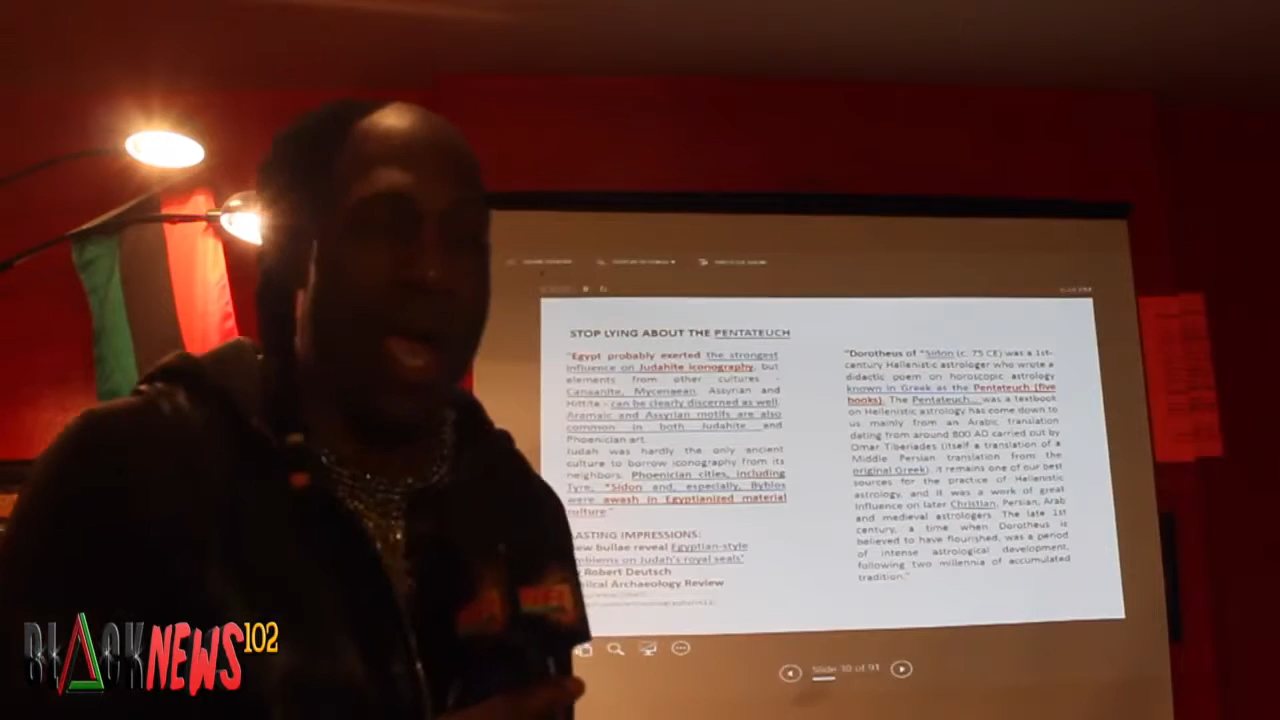 STOP LYING ABOUT THE PENTATEUCH
"Egypt probably exerted the strongest
influence on Judahite iconography, but
elements from other cultures -
Canaanite, Mycenaean, Assyrian and
Hittite - can be clearly discerned as well.
Aramaic and Assyrian motifs are also
common in both Judahite and
Phoenician art.
Judah was hardly the only ancient
culture to borrow iconography from its
neighbors. Phoenician cities, including
Tyre, *Sidon and, especially, Byblos
were awash in Egyptianized material
culture"
LASTING IMPRESSIONS:
New bullae reveal Egyptian-style
emblems on Judah's royal seals"
Robert Deutsch
Biblical Archaeology Review
"Dorotheus of "Sidon (c. 75 CE) was a 1st-
century Hellenistic astrologer who wrote a
didactic poem on horoscopic astrology
known in Greek as the Pentateuch (five
books). The Pentateuch... was a textbook
on Hellenistic astrology has come down to
us mainly from an Arabic translation
dating from around 800 AD carried out by
Omar Tiberiades (itself a translation of a
Middle Persian translation from the
original Greek). It remains one of our best
sources for the practice of Hellenistic
astrology, and it was a work of great
influence on later Christian, Persian, Arab
and medieval astrologers. The late 1st
century, a time when Dorotheus is
believed to have flourished, was a period
of intense astrological development,
following two millennia of accumulated
tradition."
Slide 30 of 91
BLACKNEWS102